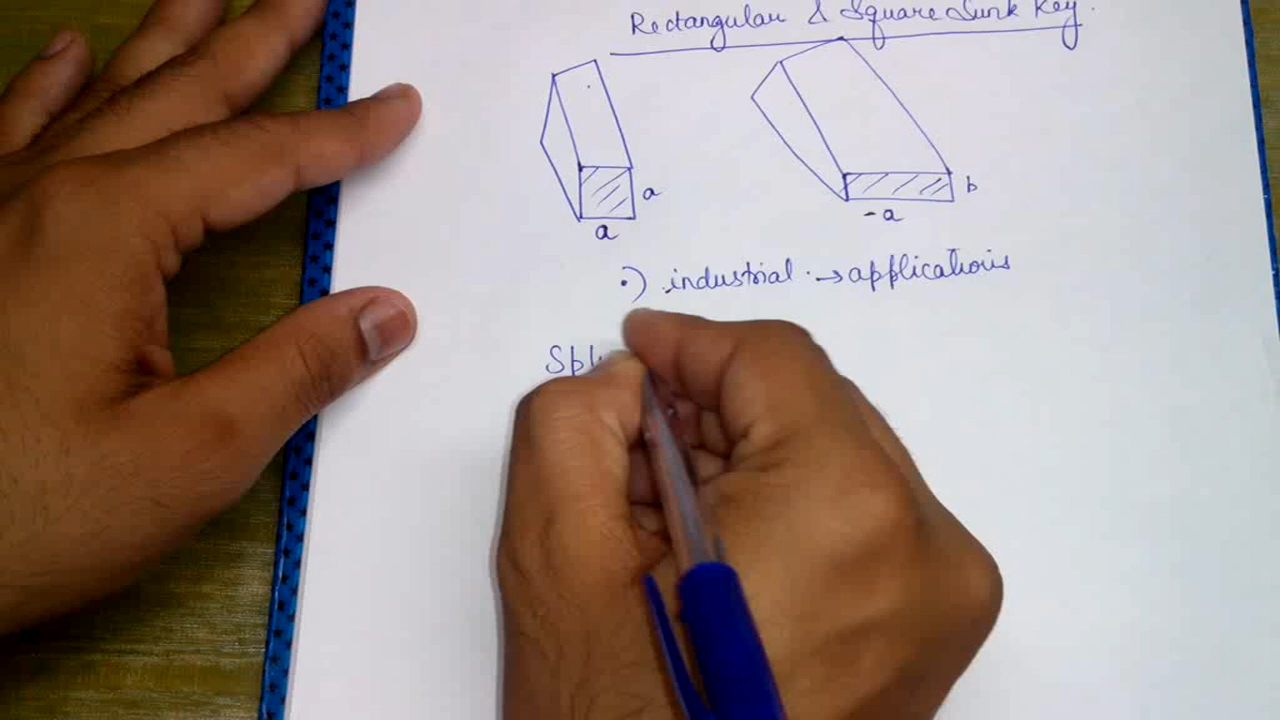 Rectangular & Square Sunk Key.
a
a
b
-a
•) industrial. → applications